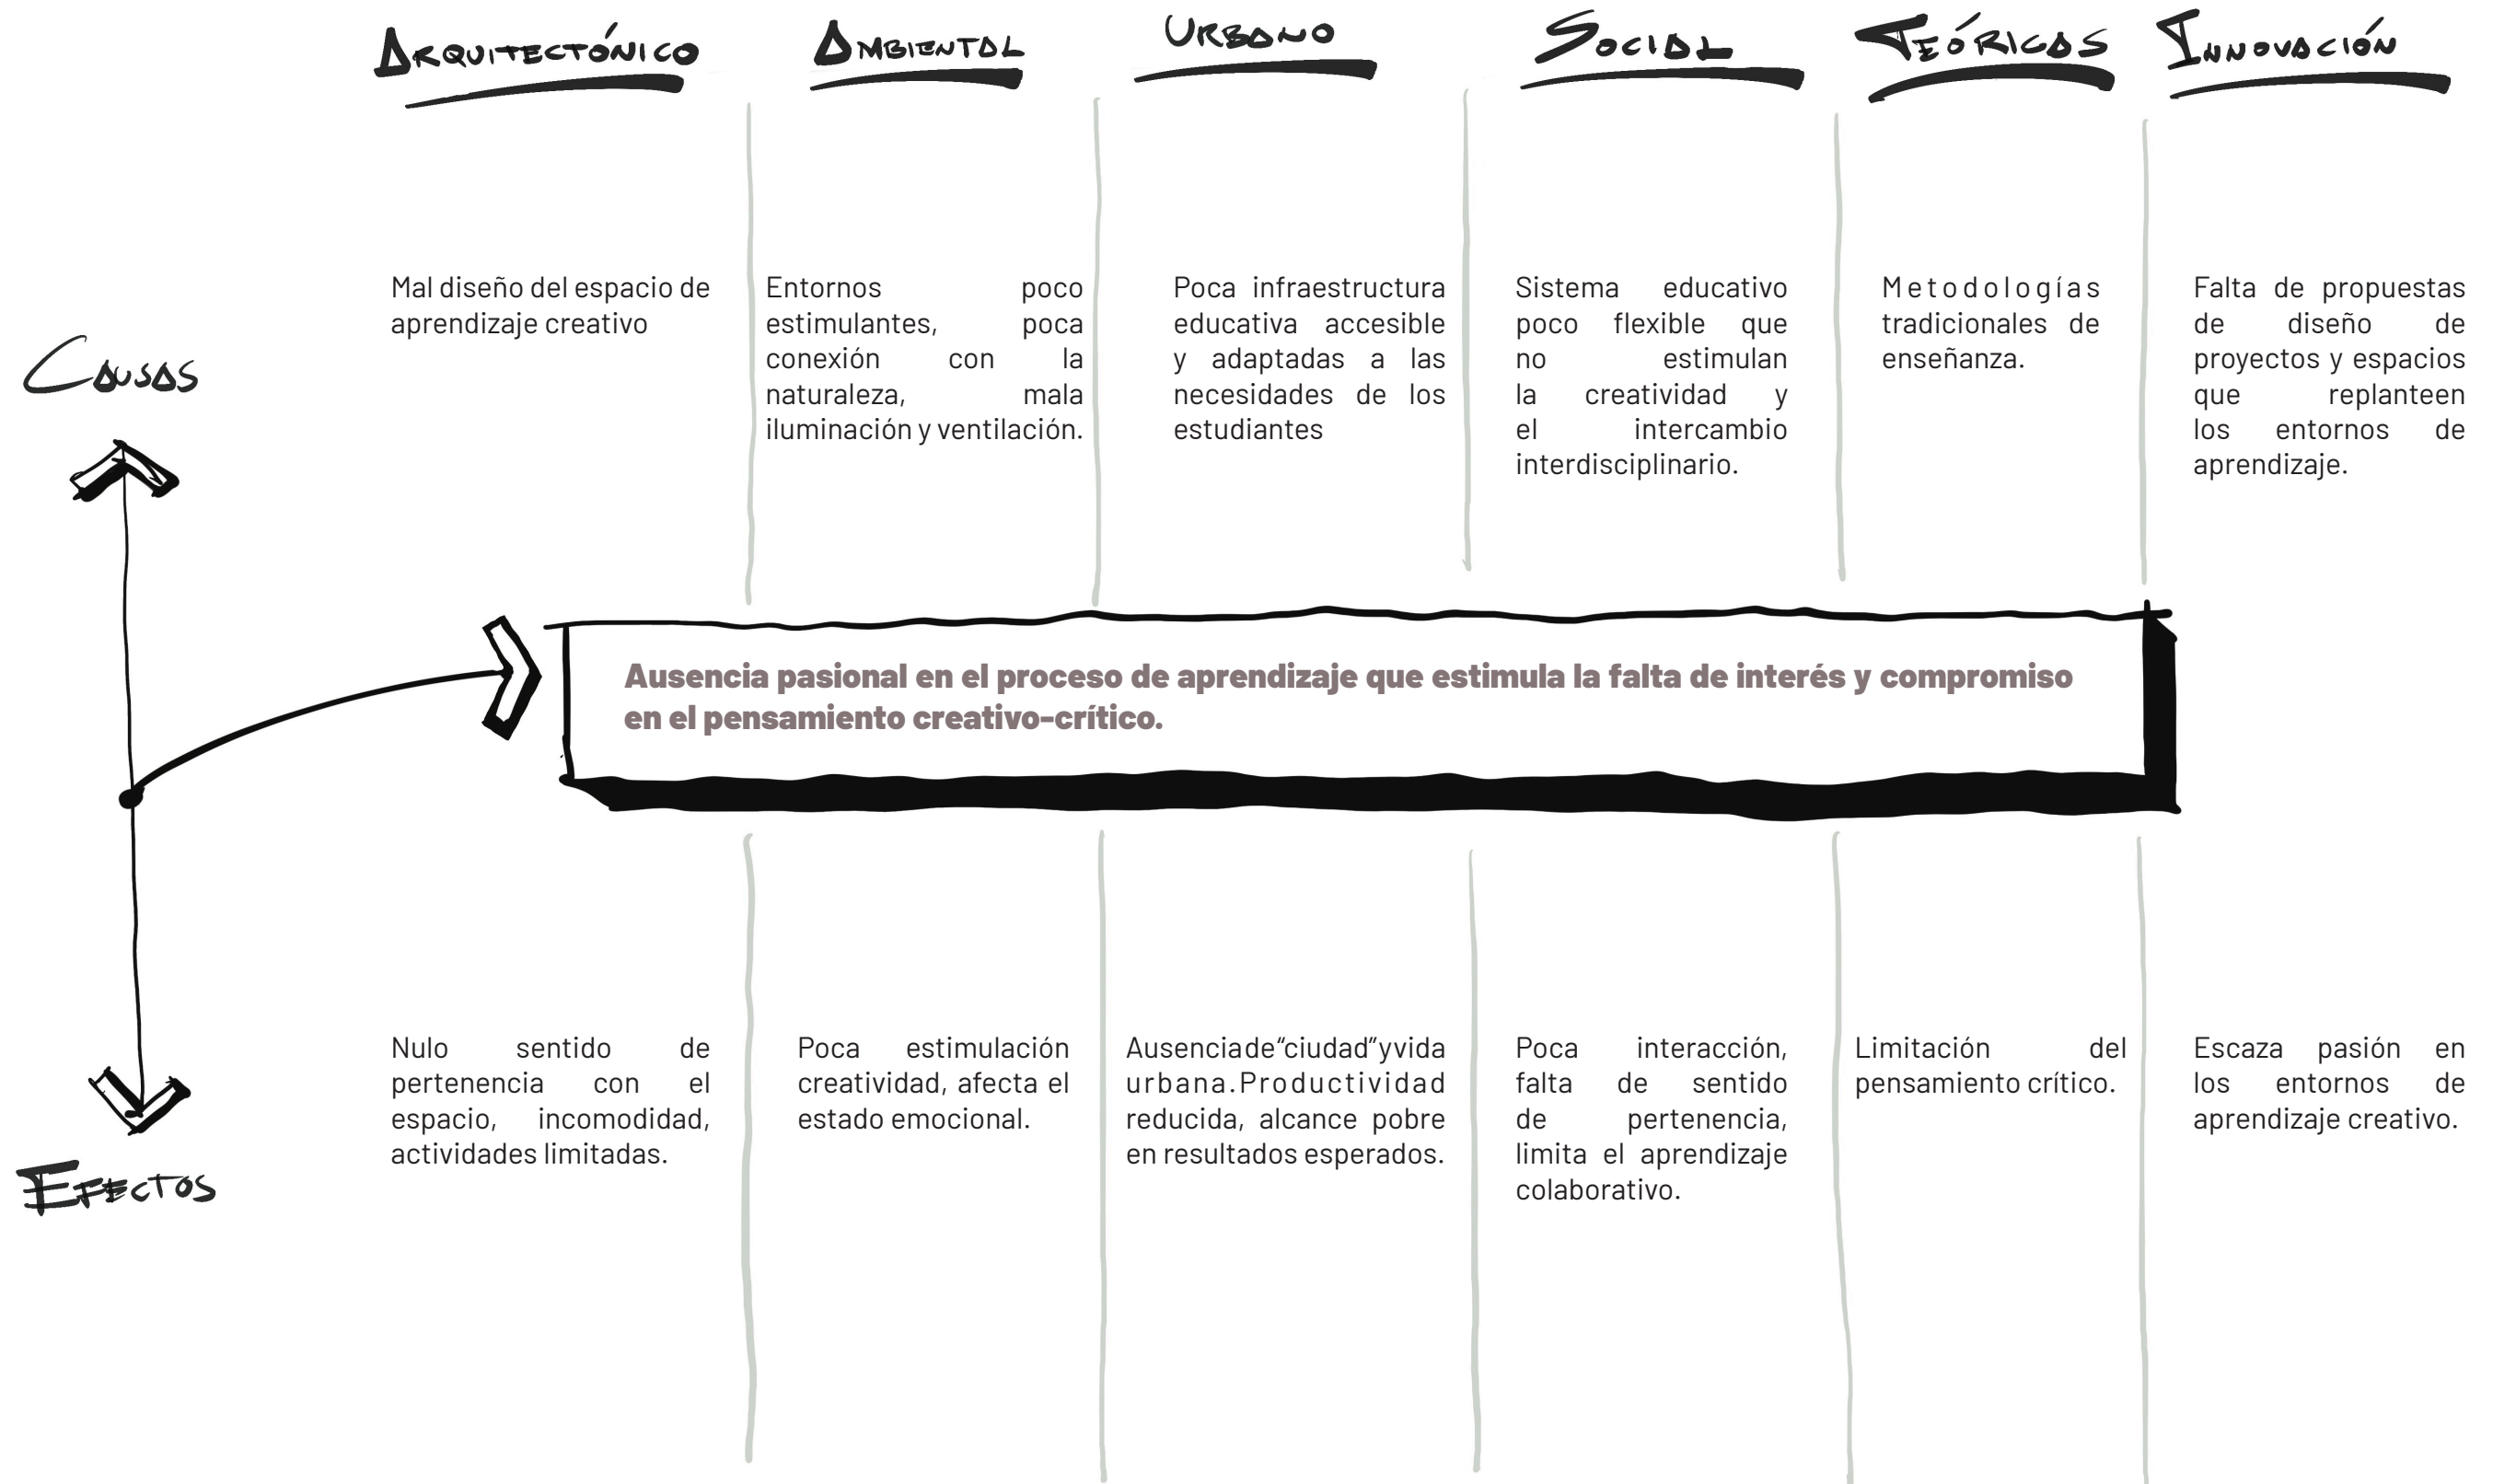 ARQUITECTÓNICO
AMBIENTAL
URBANO
SOCIAL
TEÓRICAS
INNOVACIÓN
CAUSAS
Mal diseño del espacio de
aprendizaje creativo
Entornos poco
estimulantes, poca
conexión con la
naturaleza, mala
iluminación y ventilación.
Poca infraestructura
educativa accesible
y adaptadas a las
necesidades de los
estudiantes
Sistema educativo
poco flexible que
no estimulan
la creatividad y
el intercambio
interdisciplinario.
Metodologías
tradicionales de
enseñanza.
Falta de propuestas
de diseño de
proyectos y espacios
que replanteen
los entornos de
aprendizaje.
Ausencia pasional en el proceso de aprendizaje que estimula la falta de interés y compromiso
en el pensamiento creativo-crítico.
EFECTOS
Nulo sentido de
pertenencia con el
espacio, incomodidad,
actividades limitadas.
Poca estimulación
creatividad, afecta el
estado emocional.
Ausencia de “ciudad” y vida
urbana. Productividad
reducida, alcance pobre
en resultados esperados.
Poca interacción,
falta de sentido
de pertenencia,
limita el aprendizaje
colaborativo.
Limitación del
pensamiento crítico.
Escaza pasión en
los entornos de
aprendizaje creativo.